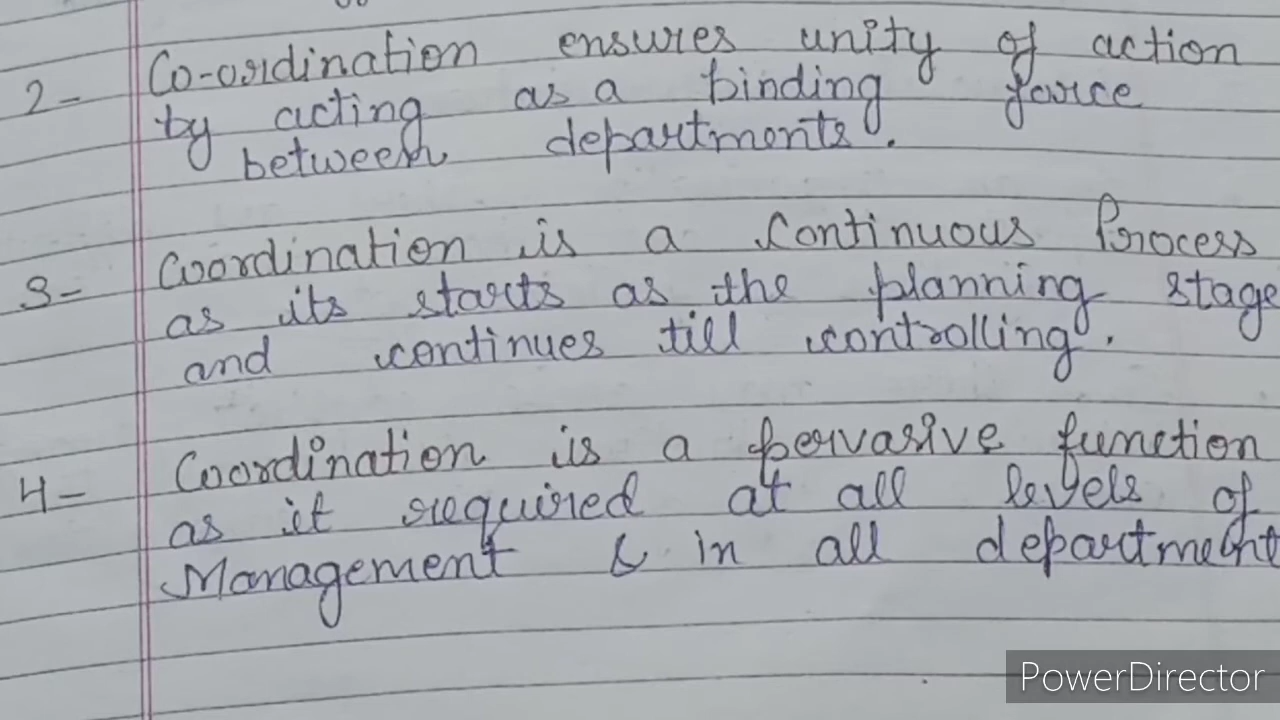 2- Co-ordination ensures unity of action
by acting as a binding force
between departments.
3- Coordination is a Continuous Process
as its starts as the planning stage
and continues till controlling.
4- Coordination is a pervasive function
as it required at all levels of
Management & in all department
PowerDirector